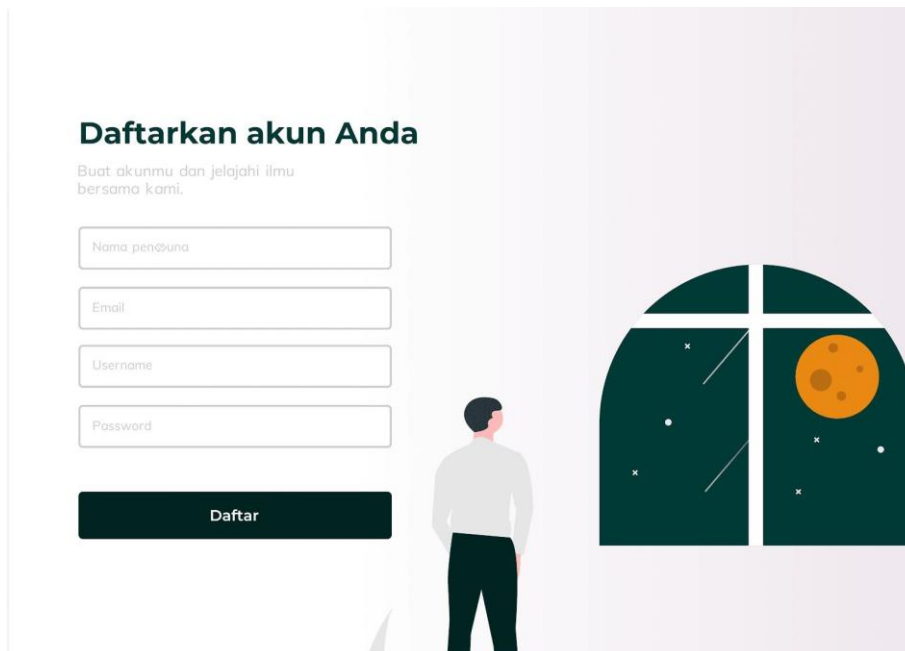 Daftarkan akun Anda
Buat akunmu dan jelajahi ilmu
bersama kami.
Nama
Email
Username
Password
Daftar